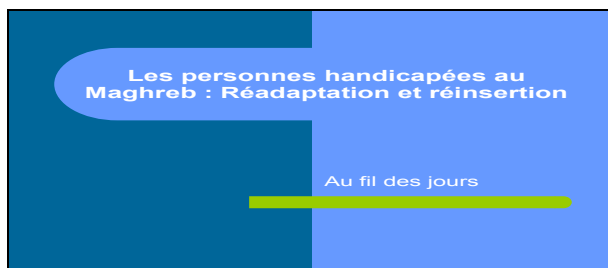 Les personnes handicapées au
Maghreb : Réadaptation et réinsertion
Au fil des jours